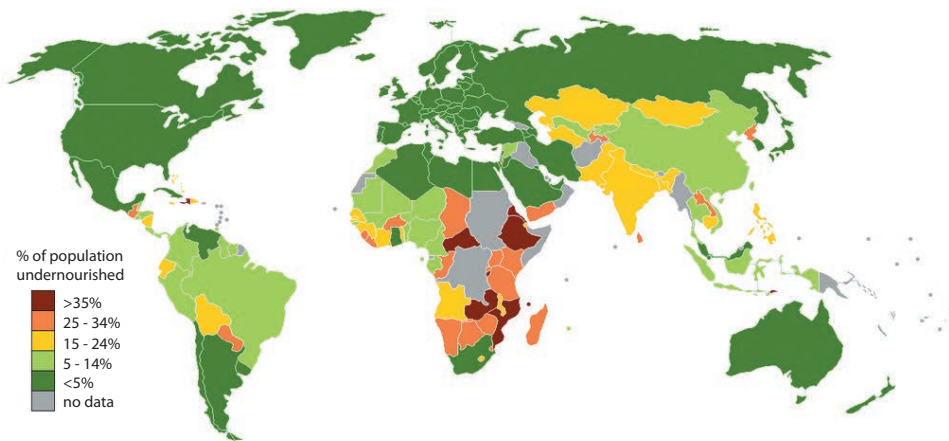 % of population
undernourished
>35%
25 - 34%
15 - 24%
5 - 14%
<5%
no data